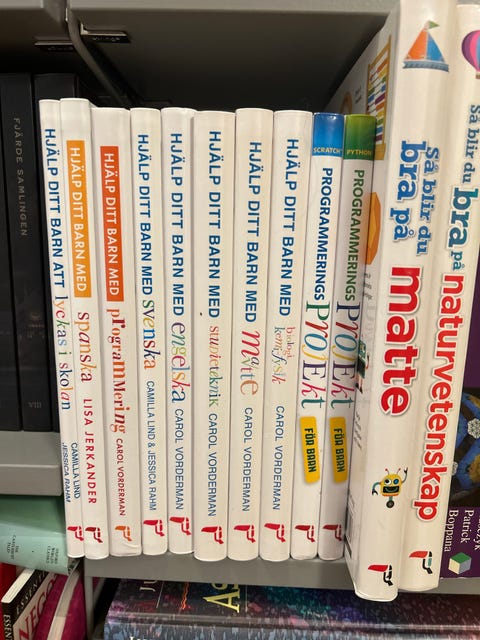 FJÄRDE SAMLINGEN
VIII
HJÄLP DITT BARN ATT lyckas i skolan CAMILLA LIND JESSICA RAHM
HJÄLP DITT BARN MED spanska LISA JERKANDER
HJÄLP DITT BARN MED programmering CAROL VORDERMAN
HJÄLP DITT BARN MED svenska CAMILLA LIND & JESSICA RAHM
HJÄLP DITT BARN MED engelska CAROL VORDERMAN
HJÄLP DITT BARN MED studieteknik CAROL VORDERMAN
HJÄLP DITT BARN MED matte CAROL VORDERMAN
HJÄLP DITT BARN MED biologi kemi fysik CAROL VORDERMAN
SCRATCH PROGRAMMERINGS PROJEKT FÖR BARN
PYTHON PROGRAMMERINGS PROJEKT FÖR BARN
så blir du bra på matte
så blir du bra på naturvetenskap
Patrick
Boppana